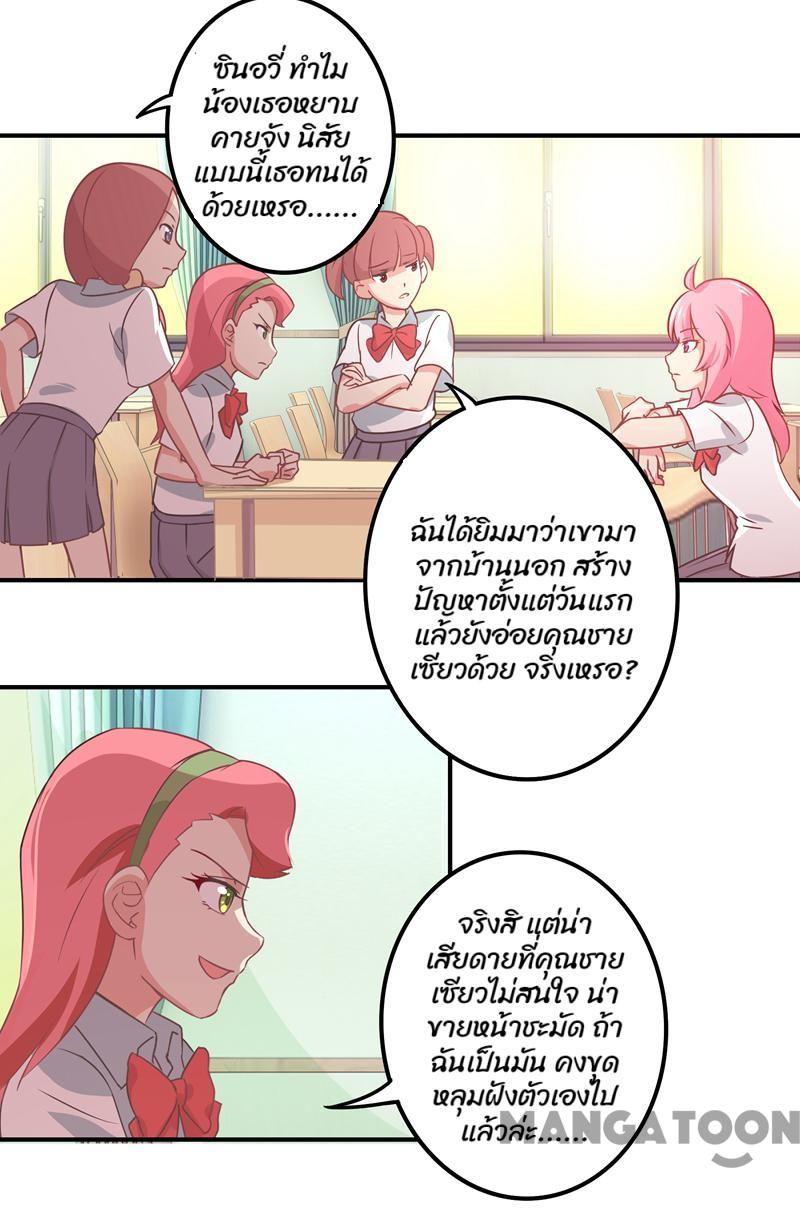 ซินอวี่ ทำไม
น้องเธอหยาบ
คายจัง นิสัย
แบบนี้เธอทนได้
ด้วยเหรอ......
ฉันได้ยิมมาว่าเขามา
จากบ้านนอก สร้าง
ปัญหาตั้งแต่วันแรก
แล้วยังอ่อยคุณชาย
เซียวด้วย จริงเหรอ?
จริงสิ แต่น่า
เสียดายที่คุณชาย
เซียวไม่สนใจ น่า
ขายหน้าชะมัด ถ้า
ฉันเป็นมัน คงขุด
หลุมฝังตัวเองไป
แล้วล่ะ......
MANGATOON